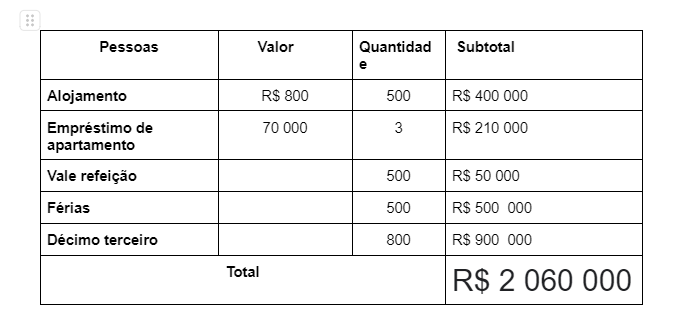 Pessoas Valor Quantidad Subtotal
e
Alojamento R$ 800 500 R$ 400 000
Empréstimo de 70 000 3 R$ 210 000
apartamento
Vale refeição 500 R$ 50 000
Férias 500 R$ 500 000
Décimo terceiro 800 R$ 900 000
Total R$ 2 060 000